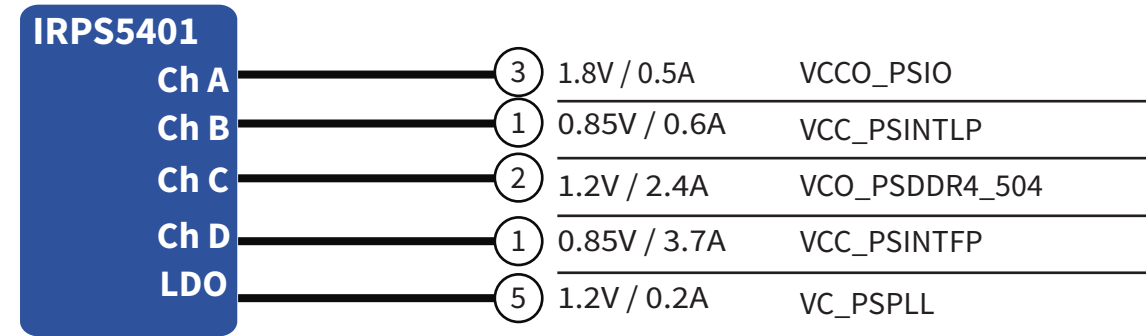 IRPS5401
Ch A 3 1.8V / 0.5A VCCO_PSIO
Ch B 1 0.85V / 0.6A VCC_PSINTLP
Ch C 2 1.2V / 2.4A VCO_PSDDR4_504
Ch D 1 0.85V / 3.7A VCC_PSINTFP
LDO 5 1.2V / 0.2A VC_PSPLL